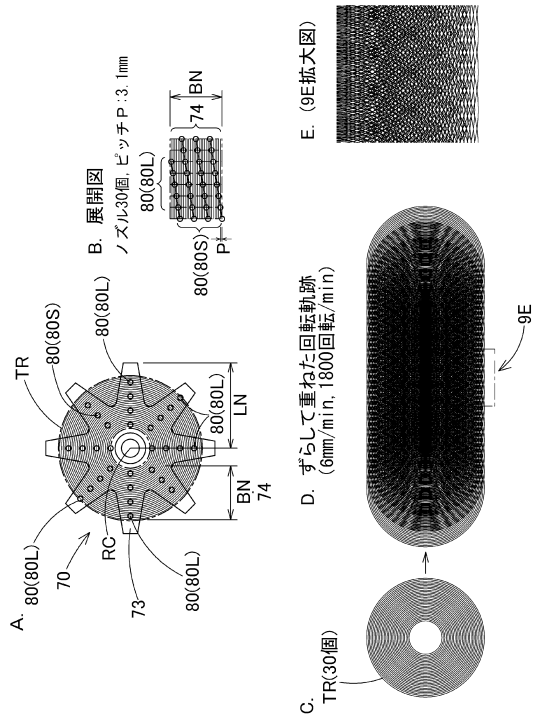 A.
80(80L)
70
73
80(80L)
RC
TR
80(80S)
80(80L)
80(80L)
BN
74
LN
B. 展開図
ノズル30個, ピッチP:3.1mm
80(80L)
80(80S)
P
74
BN
C.
TR(30個)
D. ずらして重ねた回転軌跡
(6mm/min, 1800回転/min)
9E
E. (9E拡大図)